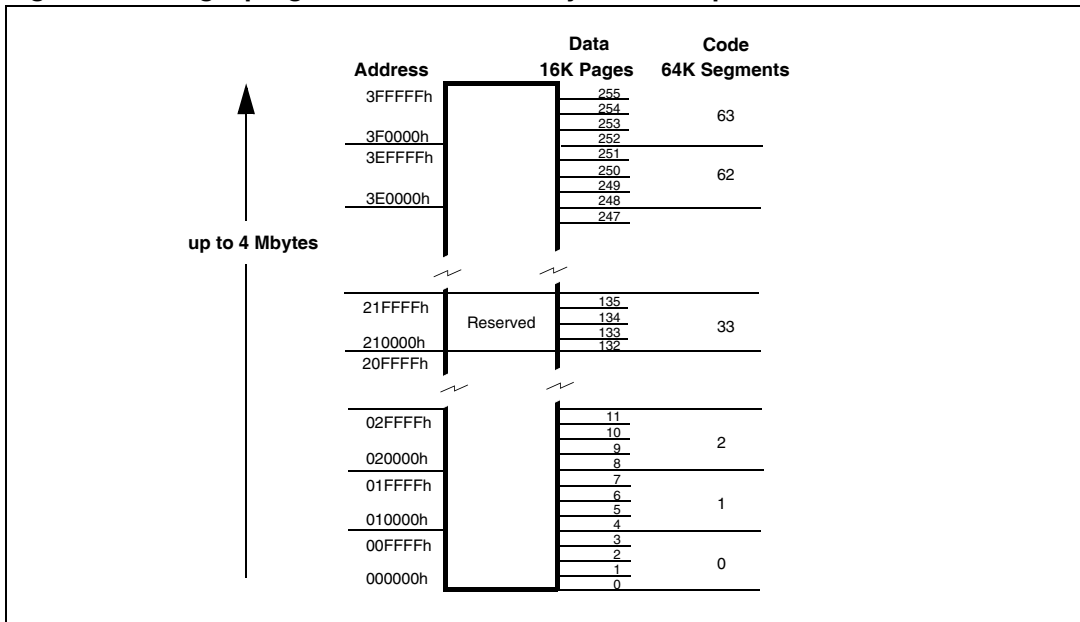 Data Code
Address 16K Pages 64K Segments
3FFFFFh 255
254
253
63
3F0000h 252
3EFFFFh 251
250
62
249
3E0000h 248
247
up to 4 Mbytes
21FFFFh 135
134
Reserved
33
133
210000h 132
20FFFFh
02FFFFh 11
10
2
9
020000h 8
01FFFFh 7
6
1
5
010000h 4
00FFFFh 3
2
0
1
000000h 0